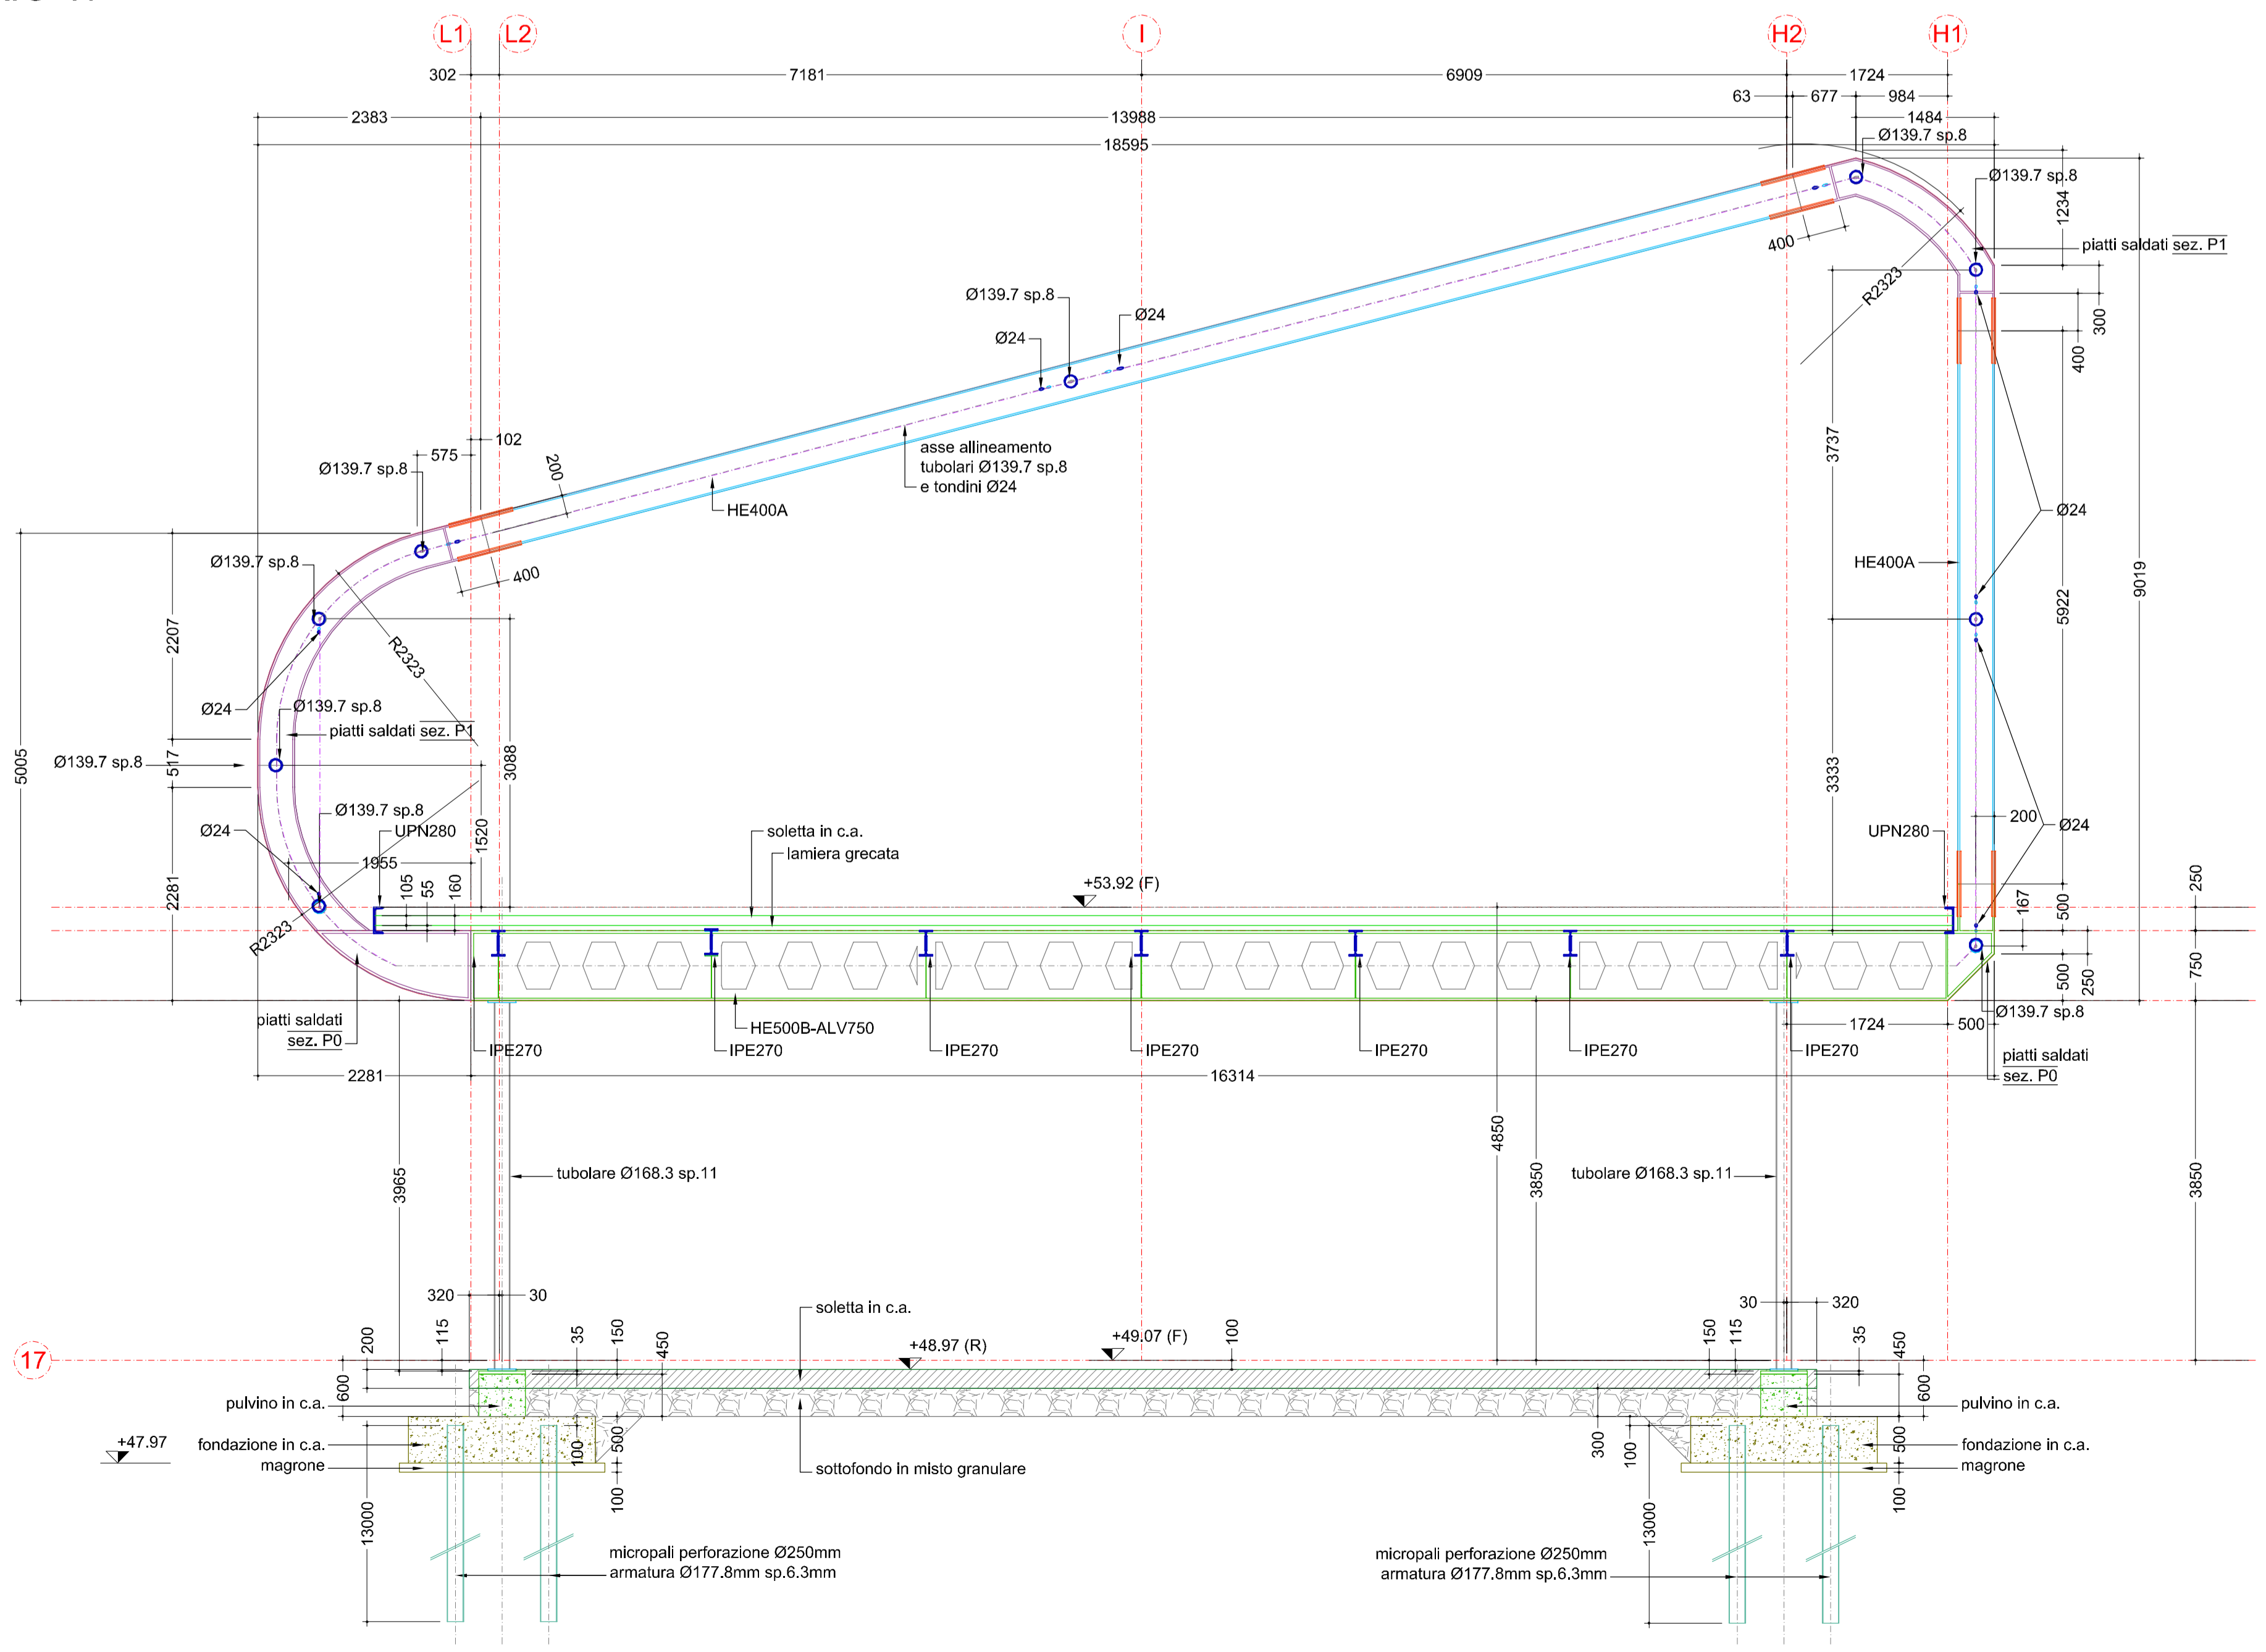 L1
L2
I
H2
H1
302
7181
6909
1724
63
677
984
2383
13988
1484
18595
Ø139.7 sp.8
Ø139.7 sp.8
1234
400
piatti saldati sez. P1
R2323
300
400
Ø139.7 sp.8
Ø24
Ø24
102
575
Ø139.7 sp.8
200
asse allineamento
tubolari Ø139.7 sp.8
e tondini Ø24
3737
HE400A
Ø24
Ø139.7 sp.8
400
HE400A
9019
5922
2207
R2323
Ø24
Ø139.7 sp.8
piatti saldati sez. P1
5005
517
Ø139.7 sp.8
3088
3333
Ø139.7 sp.8
Ø24
UPN280
1520
soletta in c.a.
lamiera grecata
UPN280
200
Ø24
1955
2281
105
55
160
+53.92 (F)
250
167
500
R2323
750
500
250
piatti saldati
sez. P0
HE500B-ALV750
1724
500
Ø139.7 sp.8
IPE270
IPE270
IPE270
IPE270
IPE270
IPE270
IPE270
piatti saldati
sez. P0
2281
16314
4850
3965
tubolare Ø168.3 sp.11
3850
tubolare Ø168.3 sp.11
3850
320
30
soletta in c.a.
30
320
17
200
115
35
150
450
+48.97 (R)
+49.07 (F)
100
150
115
35
450
600
pulvino in c.a.
600
pulvino in c.a.
+47.97
fondazione in c.a.
magrone
100
500
sottofondo in misto granulare
300
100
500
fondazione in c.a.
magrone
100
100
13000
13000
micropali perforazione Ø250mm
armatura Ø177.8mm sp.6.3mm
micropali perforazione Ø250mm
armatura Ø177.8mm sp.6.3mm